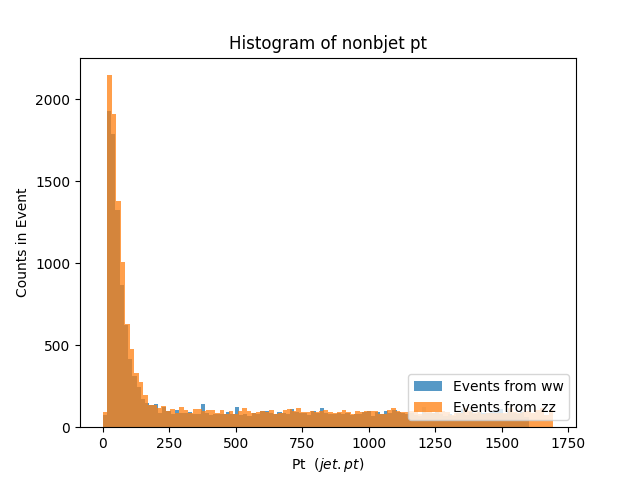 Histogram of nonbjet pt
2000
1500
1000
500
0
Counts in Event
0 250 500 750 1000 1250 1500 1750
Pt (jet.pt)
Events from ww
Events from zz